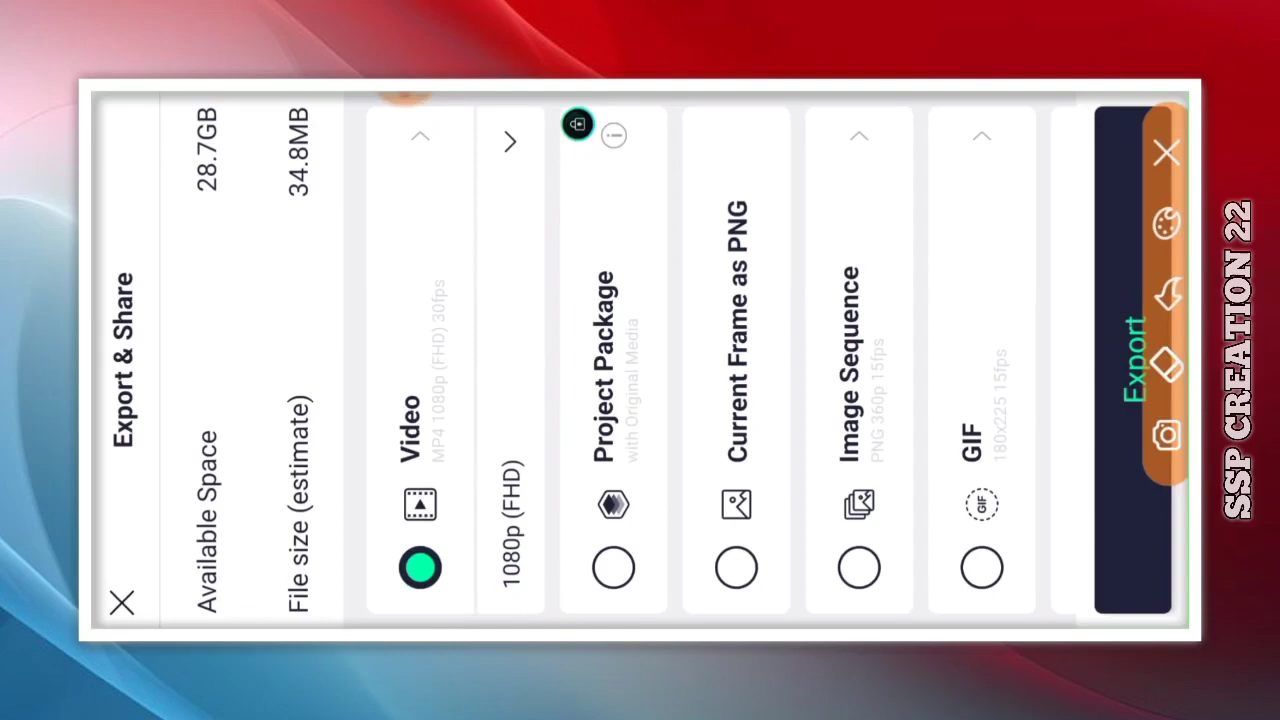 Export & Share
Available Space 28.7GB
File size (estimate) 34.8MB
Video
MP4 1080p (FHD) 30fps
1080p (FHD)
Project Package
with Original Media
Current Frame as PNG
Image Sequence
PNG 360p 15fps
GIF
GIF
180x225 15fps
Export
SSP CREATION 22